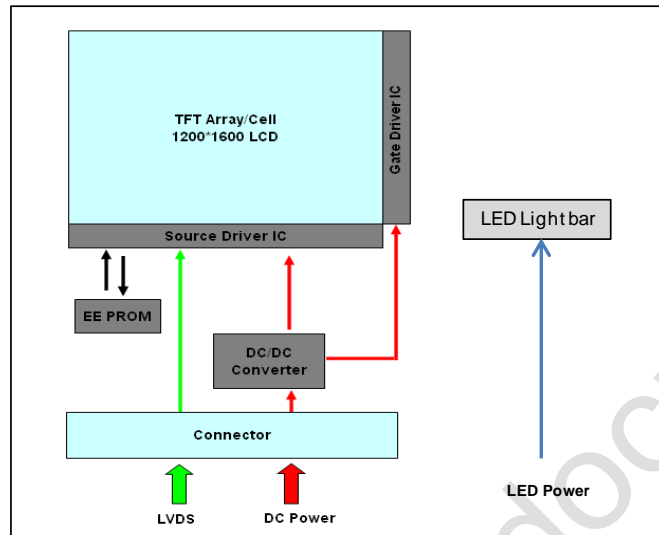 TFT Array/Cell
1200*1600 LCD
Gate Driver IC
Source Driver IC
LED Light bar
EE PROM
DC/DC
Converter
Connector
LVDS
DC Power
LED Power